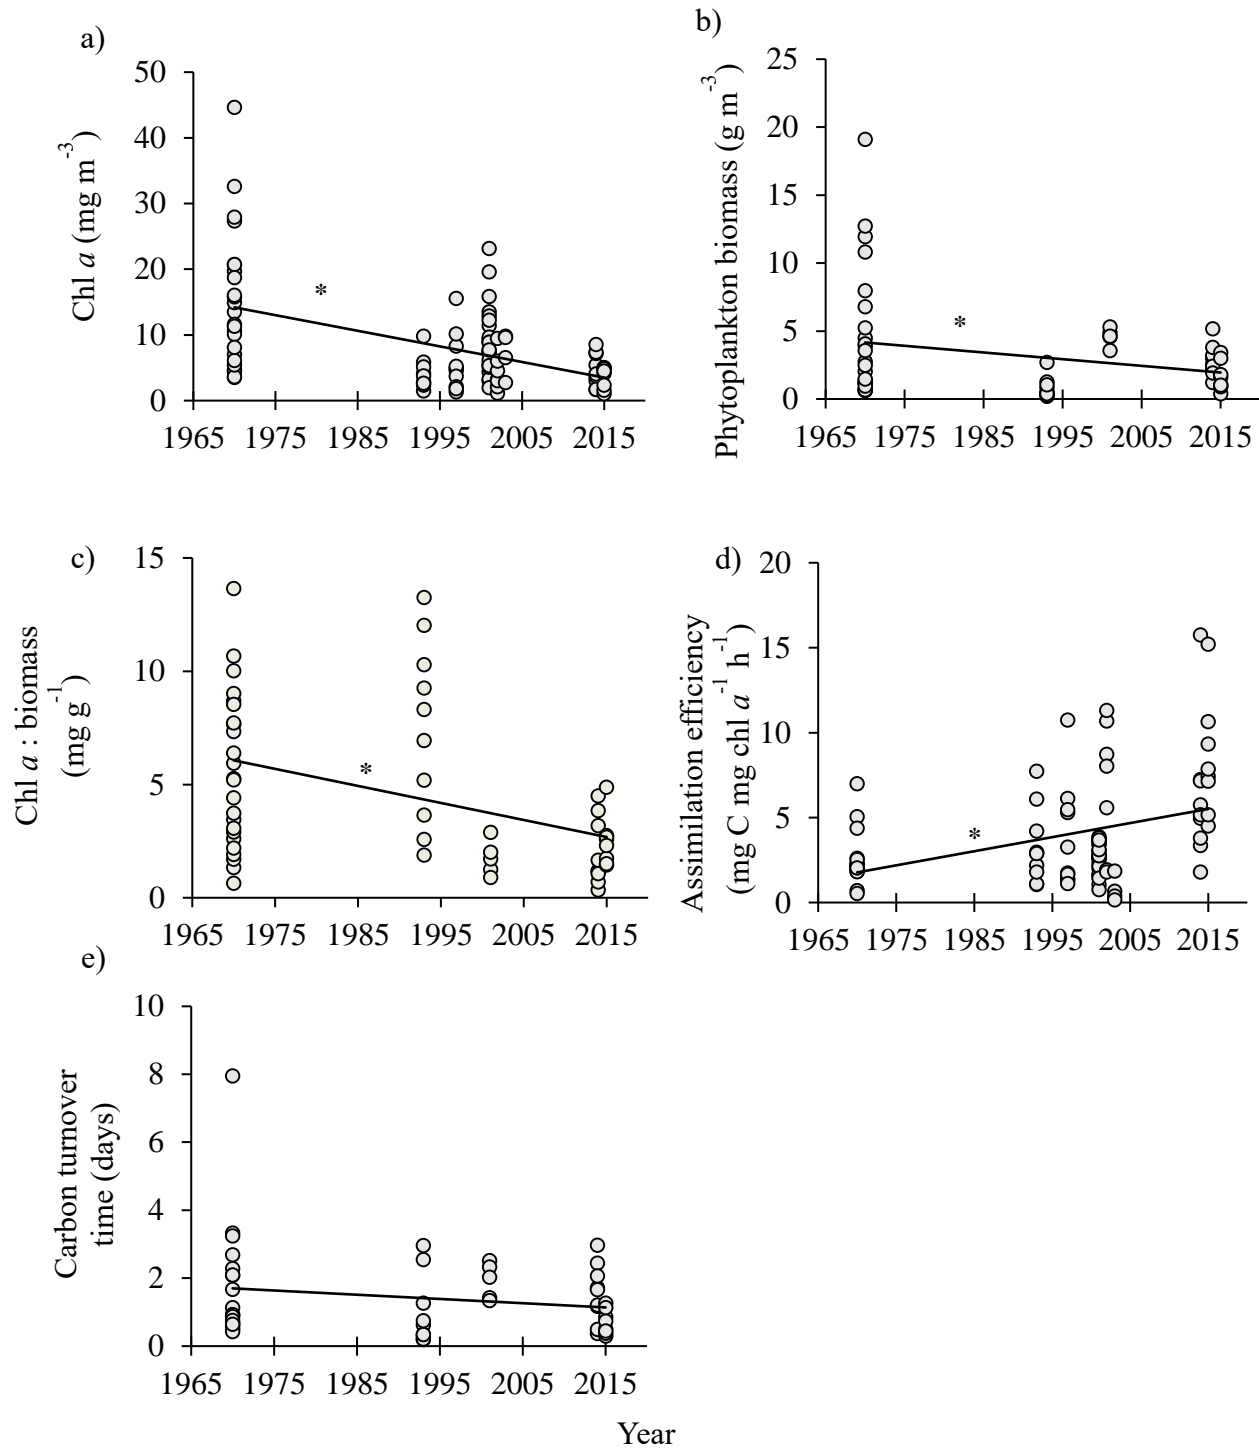 a)
50
40
30
20
10
0
Chl a (mg m-3)
*
1965 1975 1985 1995 2005 2015
b)
25
20
15
10
5
0
Phytoplankton biomass (g m-3)
*
1965 1975 1985 1995 2005 2015
c)
15
10
5
0
Chl a : biomass
(mg g-1)
*
1965 1975 1985 1995 2005 2015
d)
20
15
10
5
0
Assimilation efficiency
(mg C mg chl a-1 h-1)
*
1965 1975 1985 1995 2005 2015
e)
10
8
6
4
2
0
Carbon turnover
time (days)
1965 1975 1985 1995 2005 2015
Year